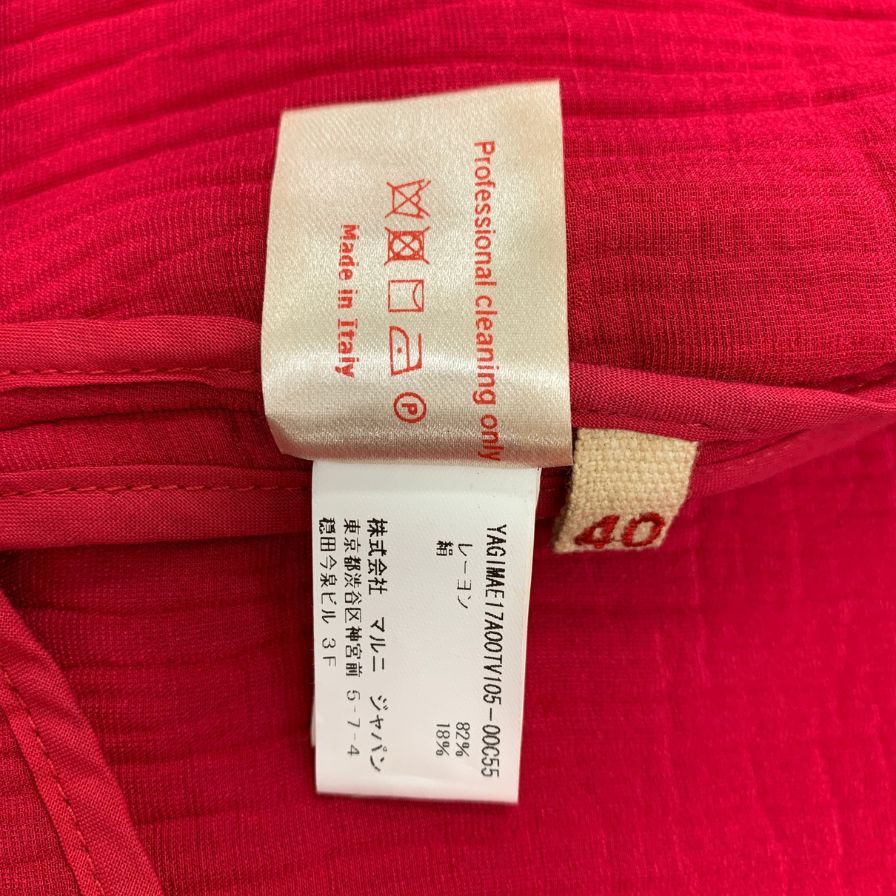 Professional cleaning only
P
Made in Italy
40
YAGIMAE17A00TV105-00C55
レーヨン 82%
絹 18%
株式会社 マルニ ジャパン
東京都渋谷区神宮前 5-7-4
穏田今泉ビル 3F